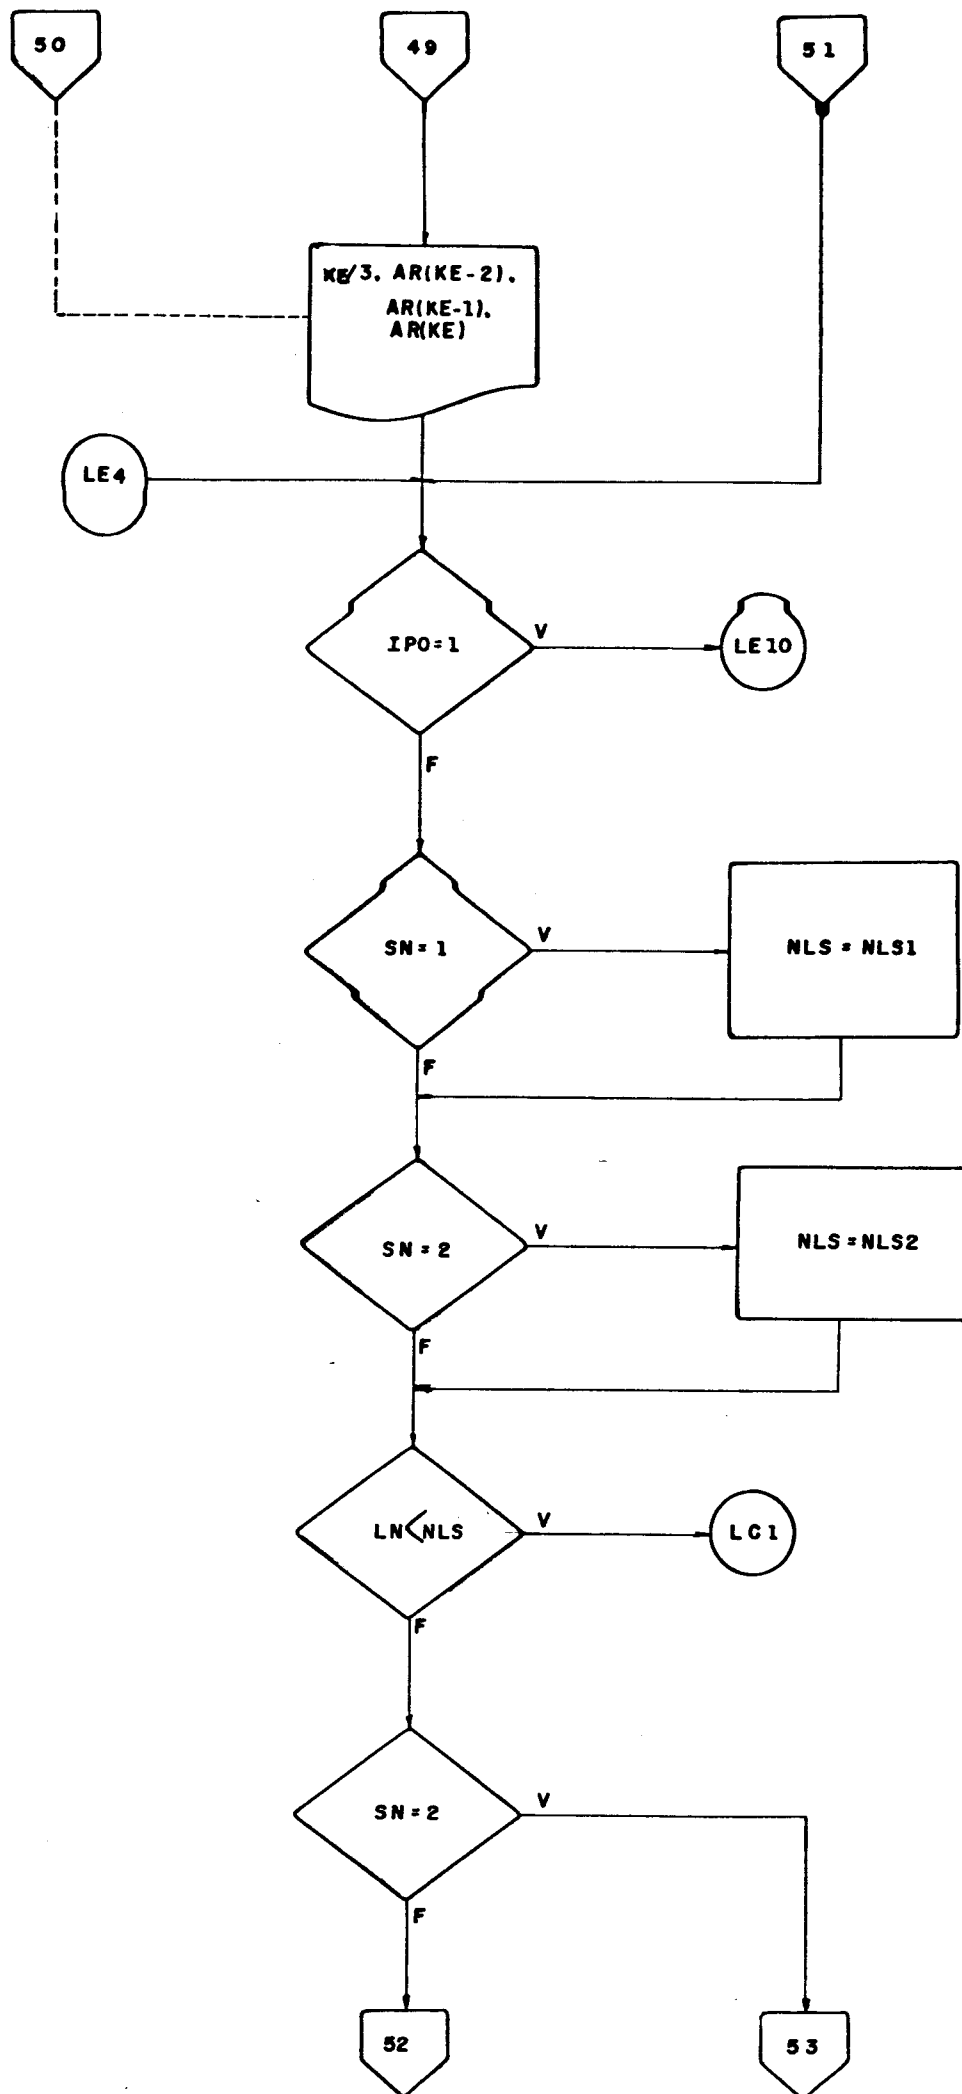 50
49
51
KE/3. AR(KE-2).
AR(KE-1).
AR(KE)
LE4
IPO=1
V
LE10
F
SN=1
V
NLS = NLS1
F
SN=2
V
NLS=NLS2
F
LN<NLS
V
LC1
F
SN=2
V
F
52
53